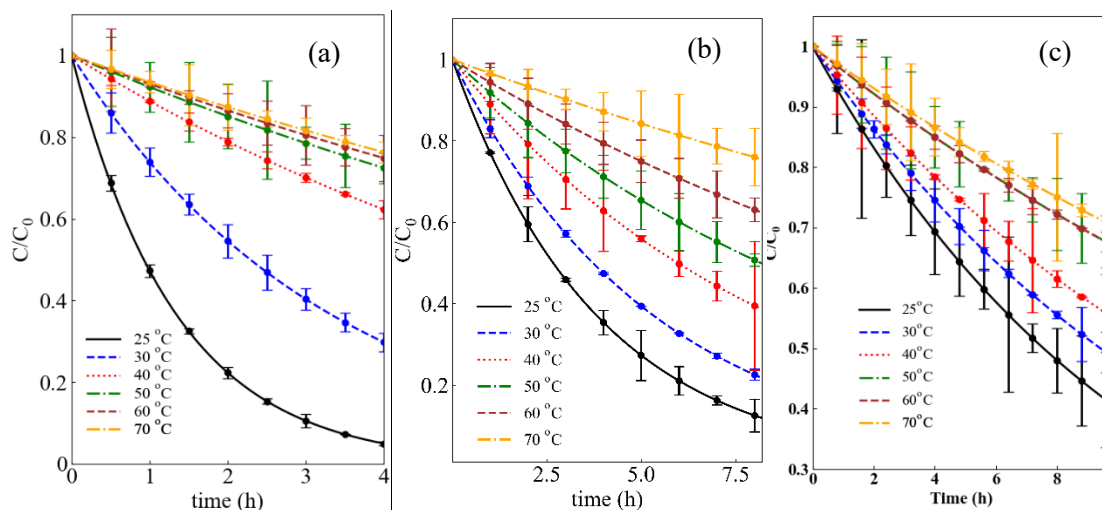 (a)
C/C0
1
0.8
0.6
0.4
0.2
0
25 °C
30 °C
40 °C
50 °C
60 °C
70 °C
0 1 2 3 4
time (h)
(b)
C/C0
1
0.8
0.6
0.4
0.2
25 °C
30 °C
40 °C
50 °C
60 °C
70 °C
2.5 5.0 7.5
time (h)
(c)
C/C0
1
0.9
0.8
0.7
0.6
0.5
0.4
0.3
25 °C
30 °C
40 °C
50 °C
60 °C
70 °C
0 2 4 6 8
Time (h)